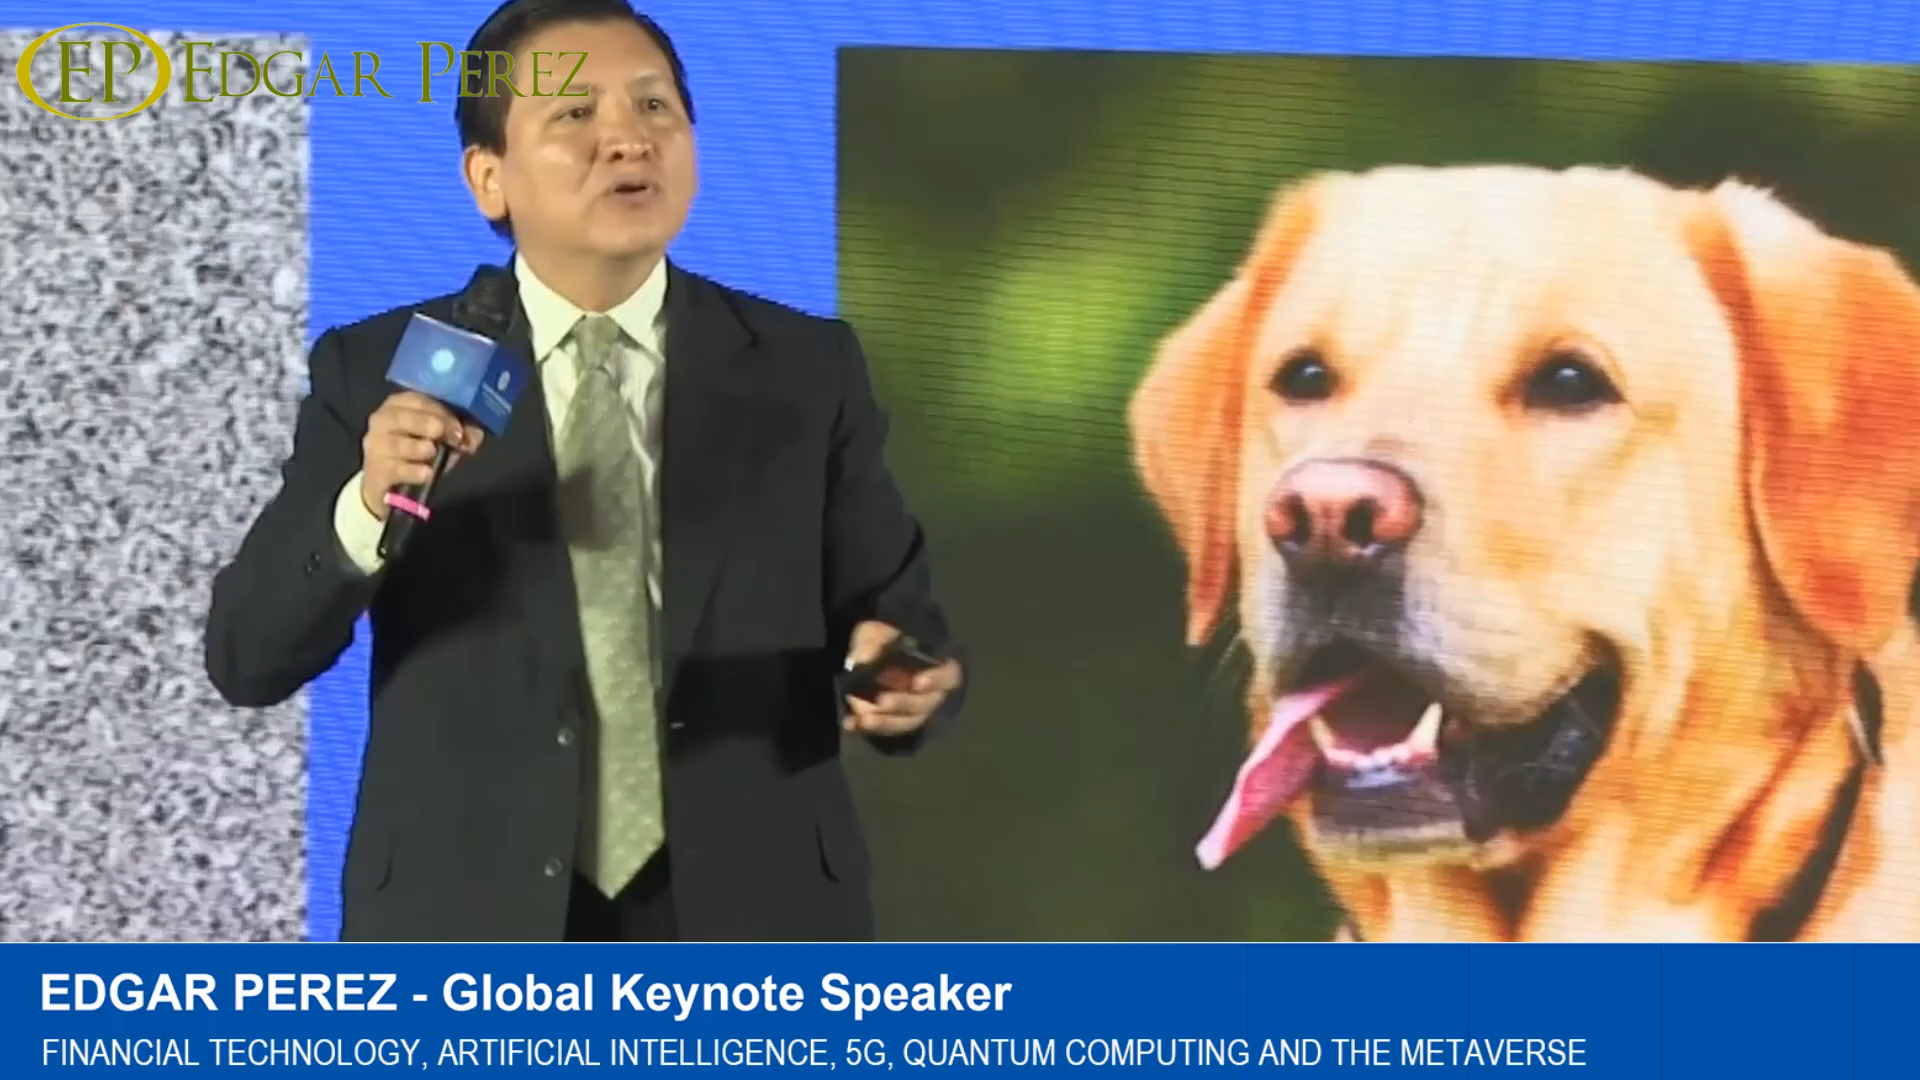 EP EDGAR PEREZ
EDGAR PEREZ - Global Keynote Speaker
FINANCIAL TECHNOLOGY, ARTIFICIAL INTELLIGENCE, 5G, QUANTUM COMPUTING AND THE METAVERSE